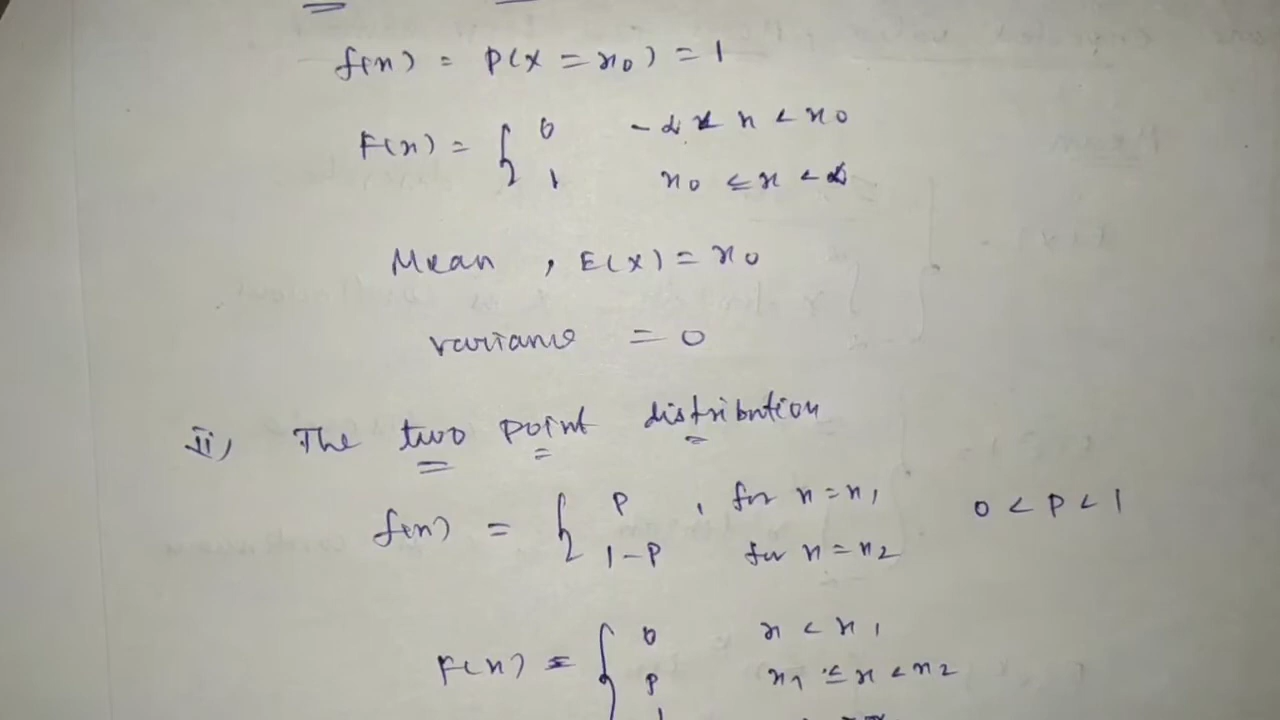 f(x) = P(X = x0) = 1
F(x) = { 0 -∞ < x < x0
1 x0 ≤ x < ∞
Mean , E(X) = x0
variance = 0
ii) The two point distribution
f(x) = { P , for x = x1 0 < P < 1
1-P for x = x2
F(x) = { 0 x < x1
P x1 ≤ x < x2
1